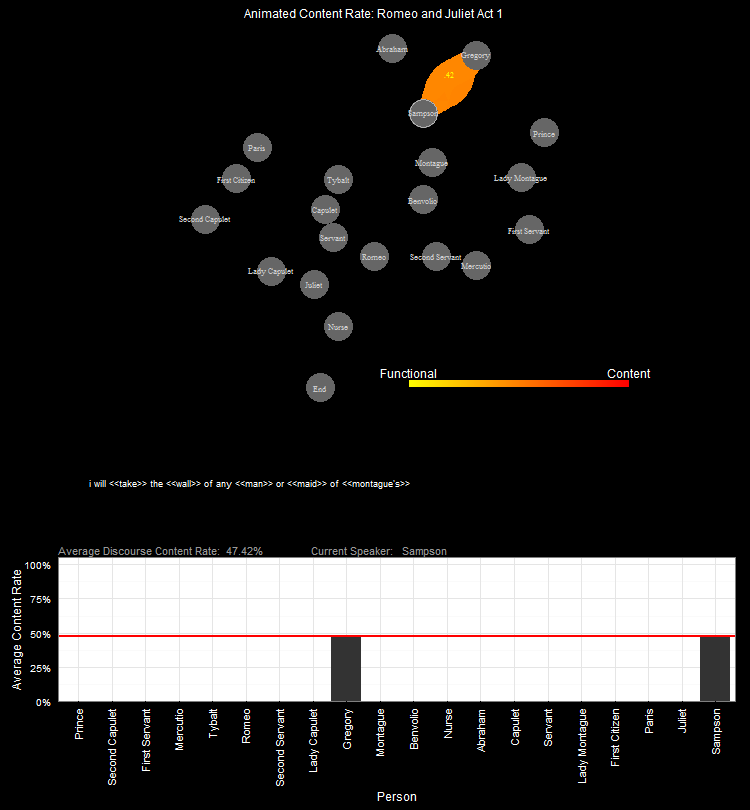 Animated Content Rate: Romeo and Juliet Act 1
Abraham
Gregory
.42
Sampson
Prince
Paris
Montague
First Citizen
Tybalt
Lady Montague
Benvolio
Capulet
Second Capulet
First Servant
Servant
Romeo
Second Servant
Mercutio
Lady Capulet
Juliet
Nurse
Functional Content
End
i will <<take>> the <<wall>> of any <<man>> or <<maid>> of <<montague's>>
Average Discourse Content Rate: 47.42% Current Speaker: Sampson
Average Content Rate
100%
75%
50%
25%
0%
Prince
Second Capulet
First Servant
Mercutio
Tybalt
Romeo
Second Servant
Lady Capulet
Gregory
Montague
Benvolio
Nurse
Abraham
Capulet
Servant
Lady Montague
First Citizen
Paris
Juliet
Sampson
Person